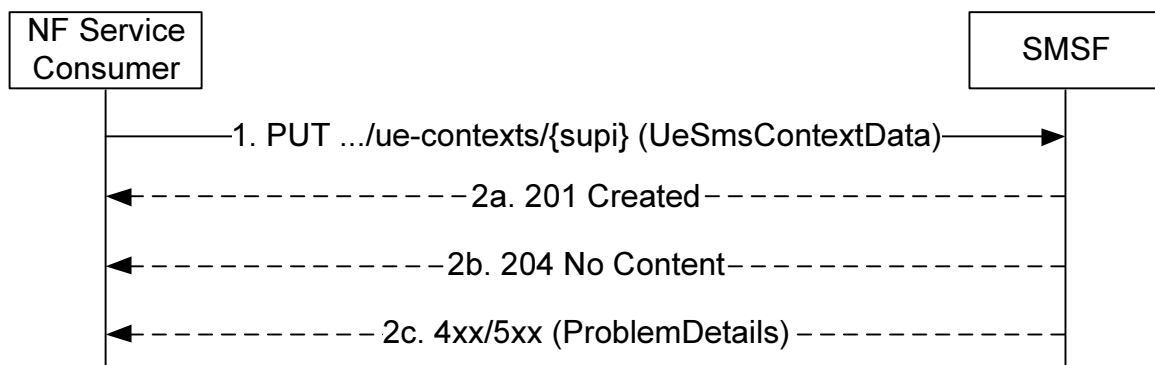 NF Service
Consumer
SMSF
1. PUT .../ue-contexts/{supi} (UeSmsContextData)
2a. 201 Created
2b. 204 No Content
2c. 4xx/5xx (ProblemDetails)